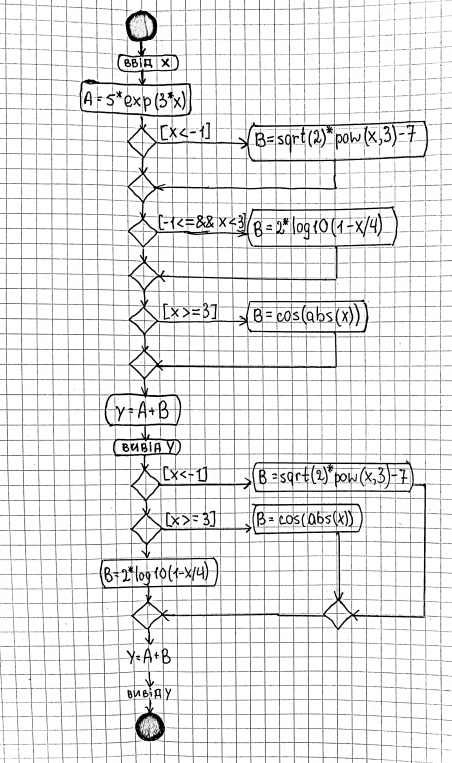 ввід x
A=5*exp(3*x)
[x<-1]
B=sqrt(2)*pow(x,3)-7
[-1<=&& x<3]
B=2*log10(1-x/4)
[x>=3]
B=cos(abs(x))
y=A+B
вивід y
[x<-1]
B=sqrt(2)*pow(x,3)-7
[x>=3]
B=cos(abs(x))
B=2*log10(1-x/4)
y=A+B
вивід y